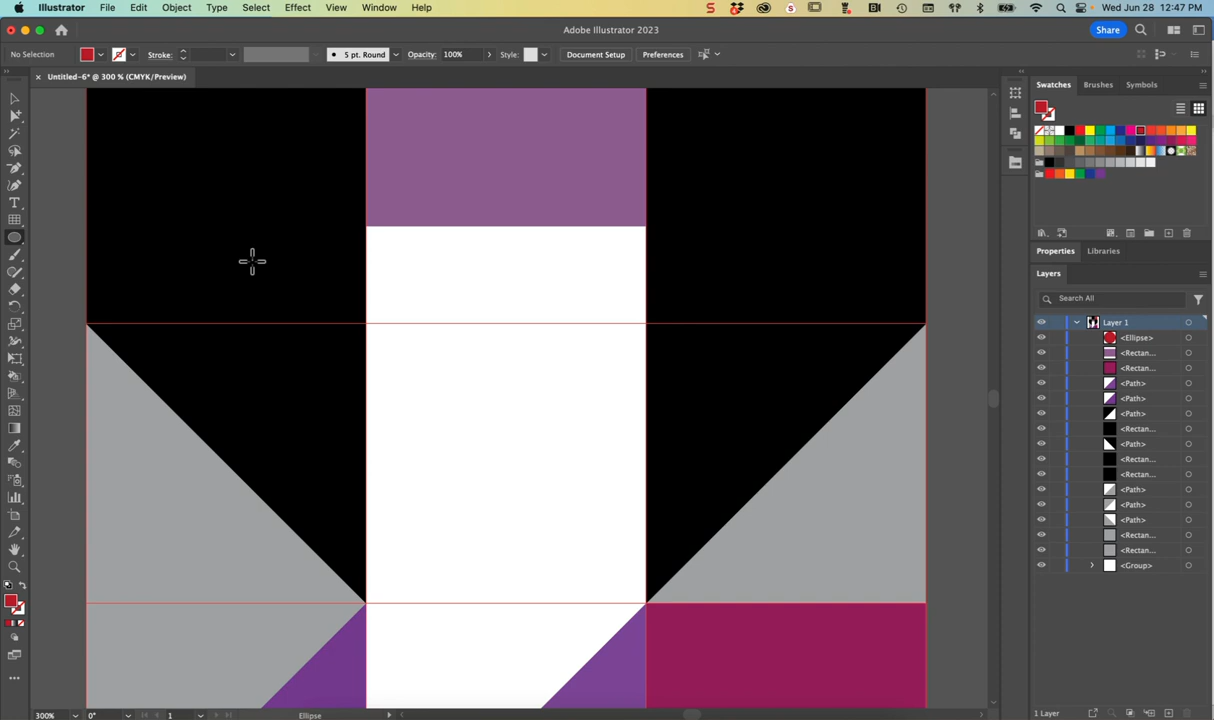 Illustrator File Edit Object Type Select Effect View Window Help Wed Jun 28 12:47 PM
Adobe Illustrator 2023 Share
No Selection Stroke: 5 pt. Round Opacity: 100% Style: Document Setup Preferences
× Untitled-6* @ 300 % (CMYK/Preview)
Swatches Brushes Symbols
Properties Libraries
Layers
Search All
Layer 1
<Ellipse>
<Rectan...
<Rectan...
<Path>
<Path>
<Path>
<Rectan...
<Path>
<Rectan...
<Rectan...
<Path>
<Path>
<Path>
<Rectan...
<Rectan...
<Group>
1 Layer
300% 0° 1 Ellipse